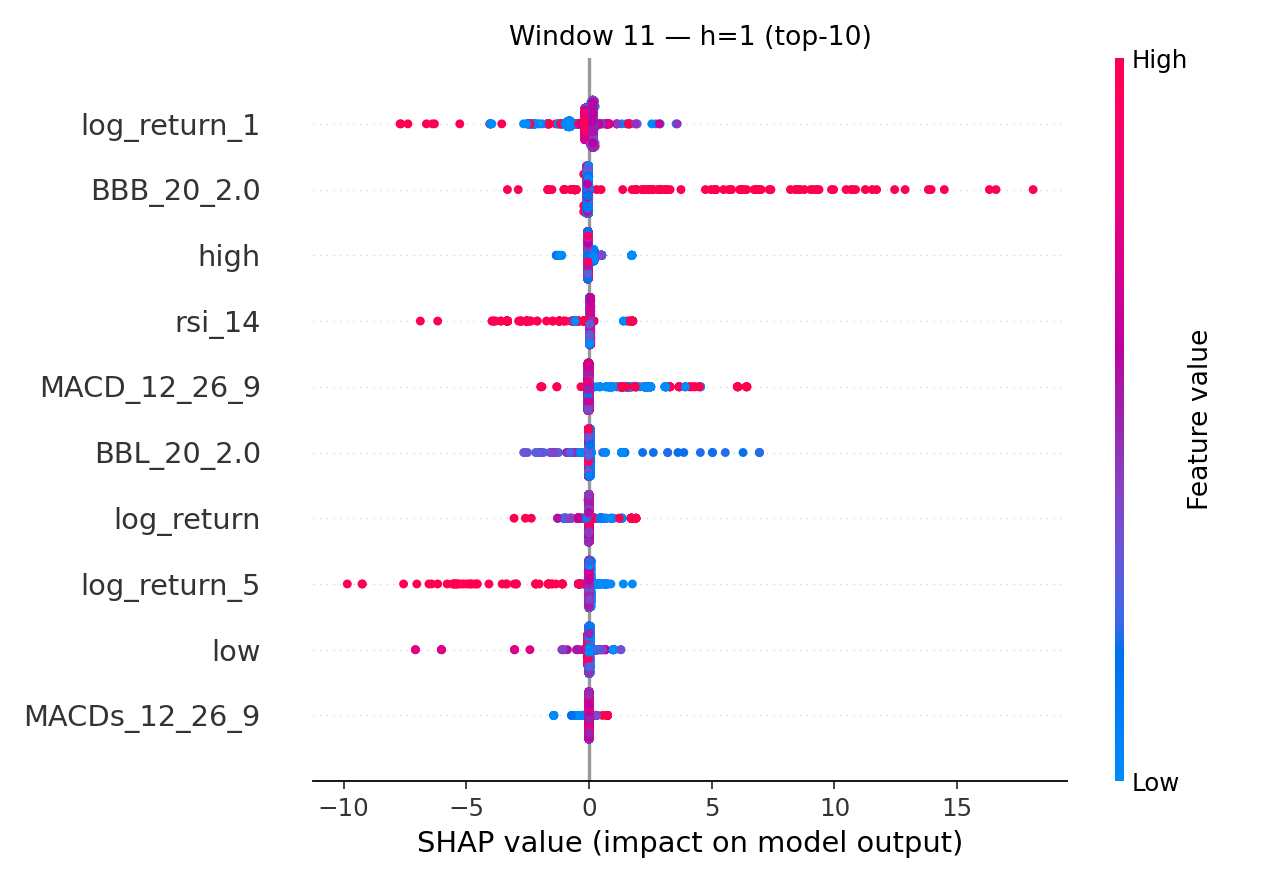 Window 11 — h=1 (top-10)
High
log_return_1
BBB_20_2.0
high
rsi_14
MACD_12_26_9
BBL_20_2.0
log_return
log_return_5
low
MACDs_12_26_9
Feature value
Low
−10 −5 0 5 10 15
SHAP value (impact on model output)